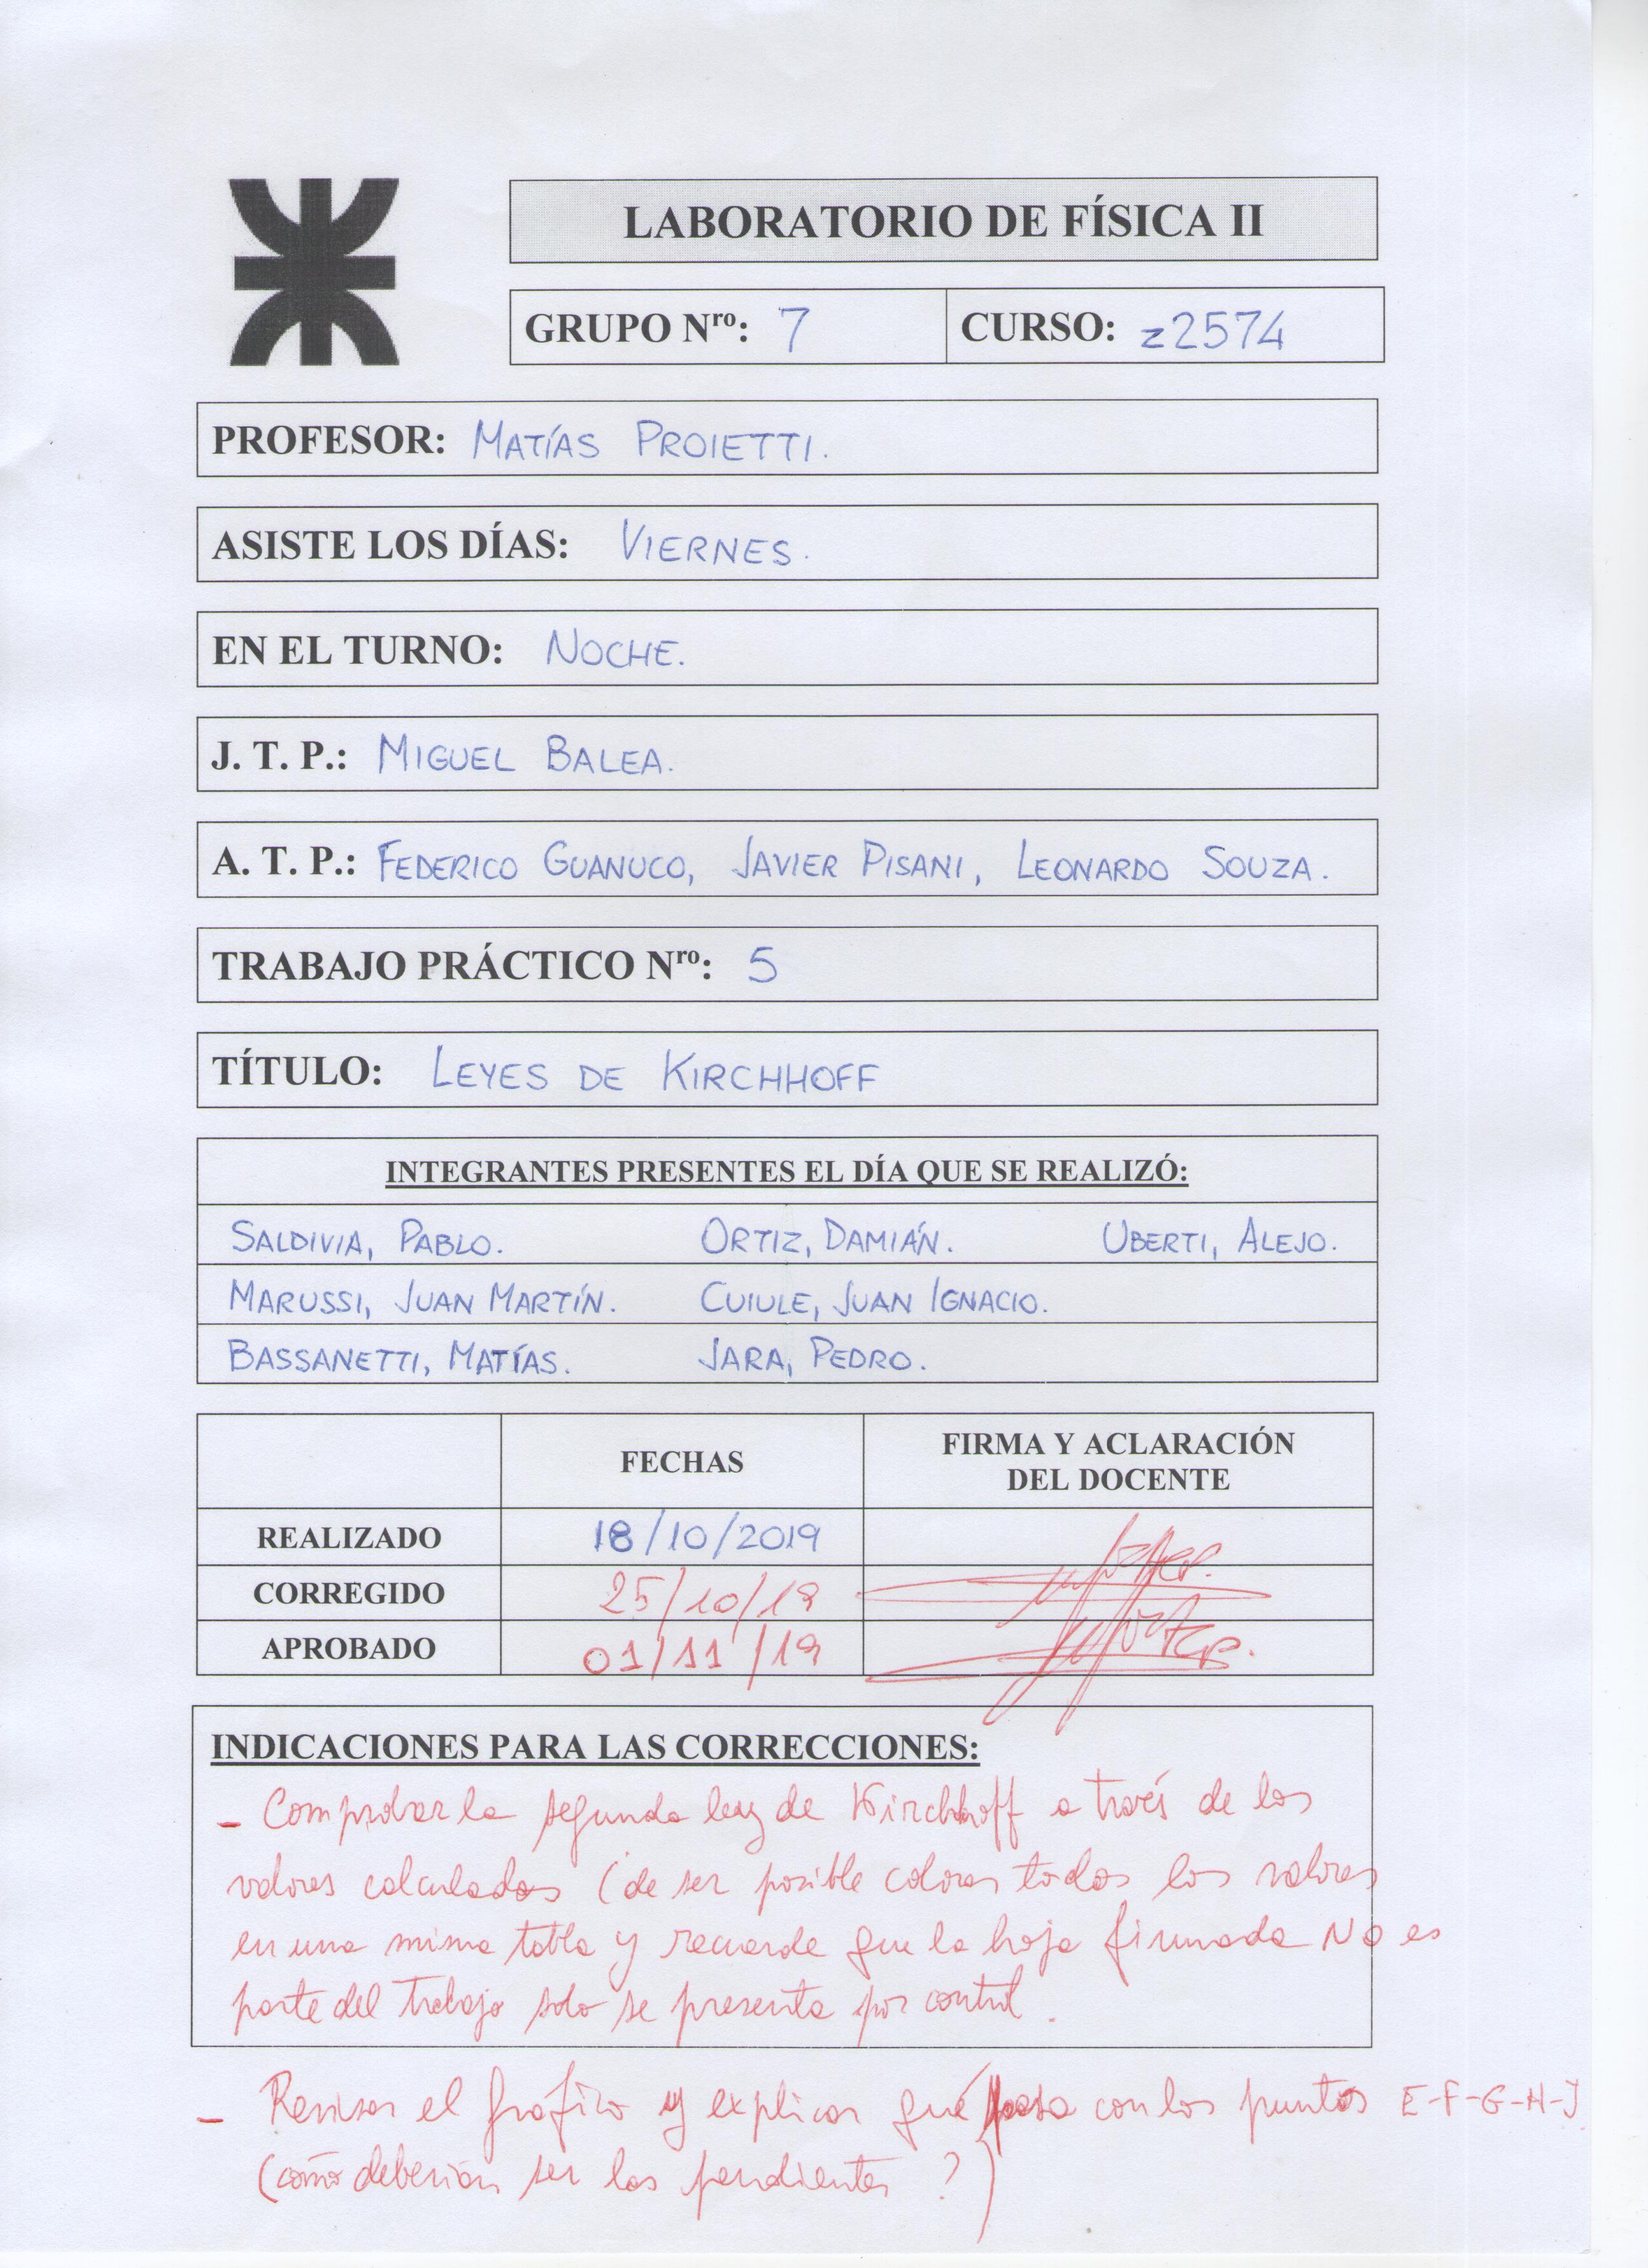 LABORATORIO DE FÍSICA II
GRUPO Nro: 7 CURSO: z2574
PROFESOR: MATÍAS PROIETTI.
ASISTE LOS DÍAS: VIERNES.
EN EL TURNO: NOCHE.
J. T. P.: MIGUEL BALEA.
A. T. P.: FEDERICO GUANUCO, JAVIER PISANI, LEONARDO SOUZA.
TRABAJO PRÁCTICO Nro: 5
TÍTULO: LEYES DE KIRCHHOFF
INTEGRANTES PRESENTES EL DÍA QUE SE REALIZÓ:
SALDIVIA, PABLO. ORTIZ, DAMIÁN. UBERTI, ALEJO.
MARUSSI, JUAN MARTÍN. CUIULE, JUAN IGNACIO.
BASSANETTI, MATÍAS. JARA, PEDRO.
FECHAS FIRMA Y ACLARACIÓN
DEL DOCENTE
REALIZADO 18/10/2019
CORREGIDO 25/10/19
APROBADO 01/11/19
INDICACIONES PARA LAS CORRECCIONES:
- Comprobar la segunda ley de Kirchhoff a través de los
valores calculados (de ser posible colocar todos los valores
en una misma tabla y recuerde que la hoja firmada NO es
parte del trabajo solo se presenta por control.
- Revisar el gráfico y explicar qué pasa con los puntos E-F-G-H-J
(cómo deberían ser las pendientes ?)